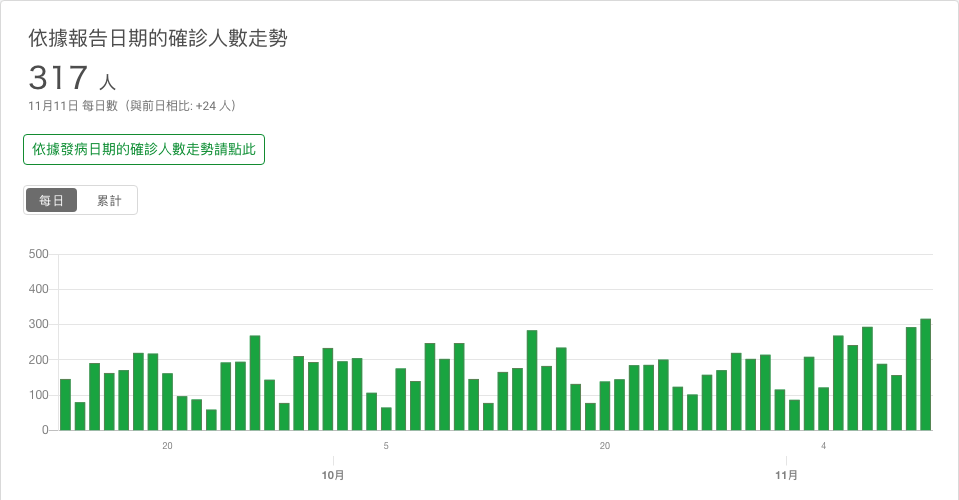 依據報告日期的確診人數走勢
317 人
11月11日 每日數（與前日相比: +24 人）
依據發病日期的確診人數走勢請點此
每日 累計
500
400
300
200
100
0
20 5 20 4
10月 11月